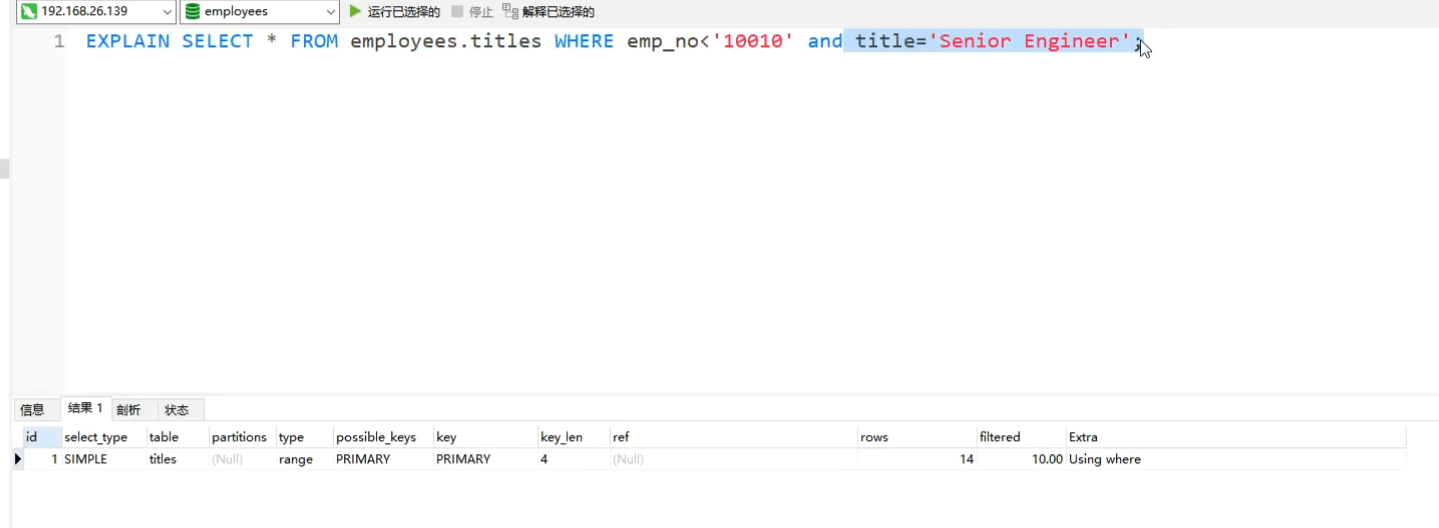 192.168.26.139 employees 运行已选择的 停止 解释已选择的
1 EXPLAIN SELECT * FROM employees.titles WHERE emp_no<'10010' and title='Senior Engineer';
信息 结果 1 剖析 状态
id select_type table partitions type possible_keys key key_len ref rows filtered Extra
1 SIMPLE titles (Null) range PRIMARY PRIMARY 4 (Null) 14 10.00 Using where